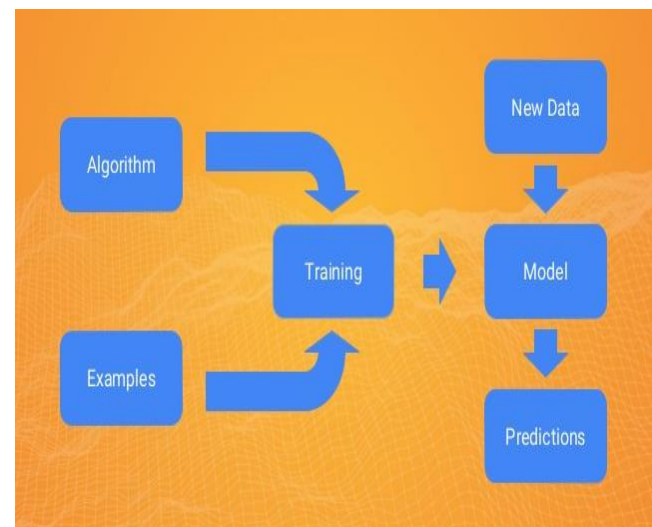 New Data
Algorithm
Training
Model
Examples
Predictions